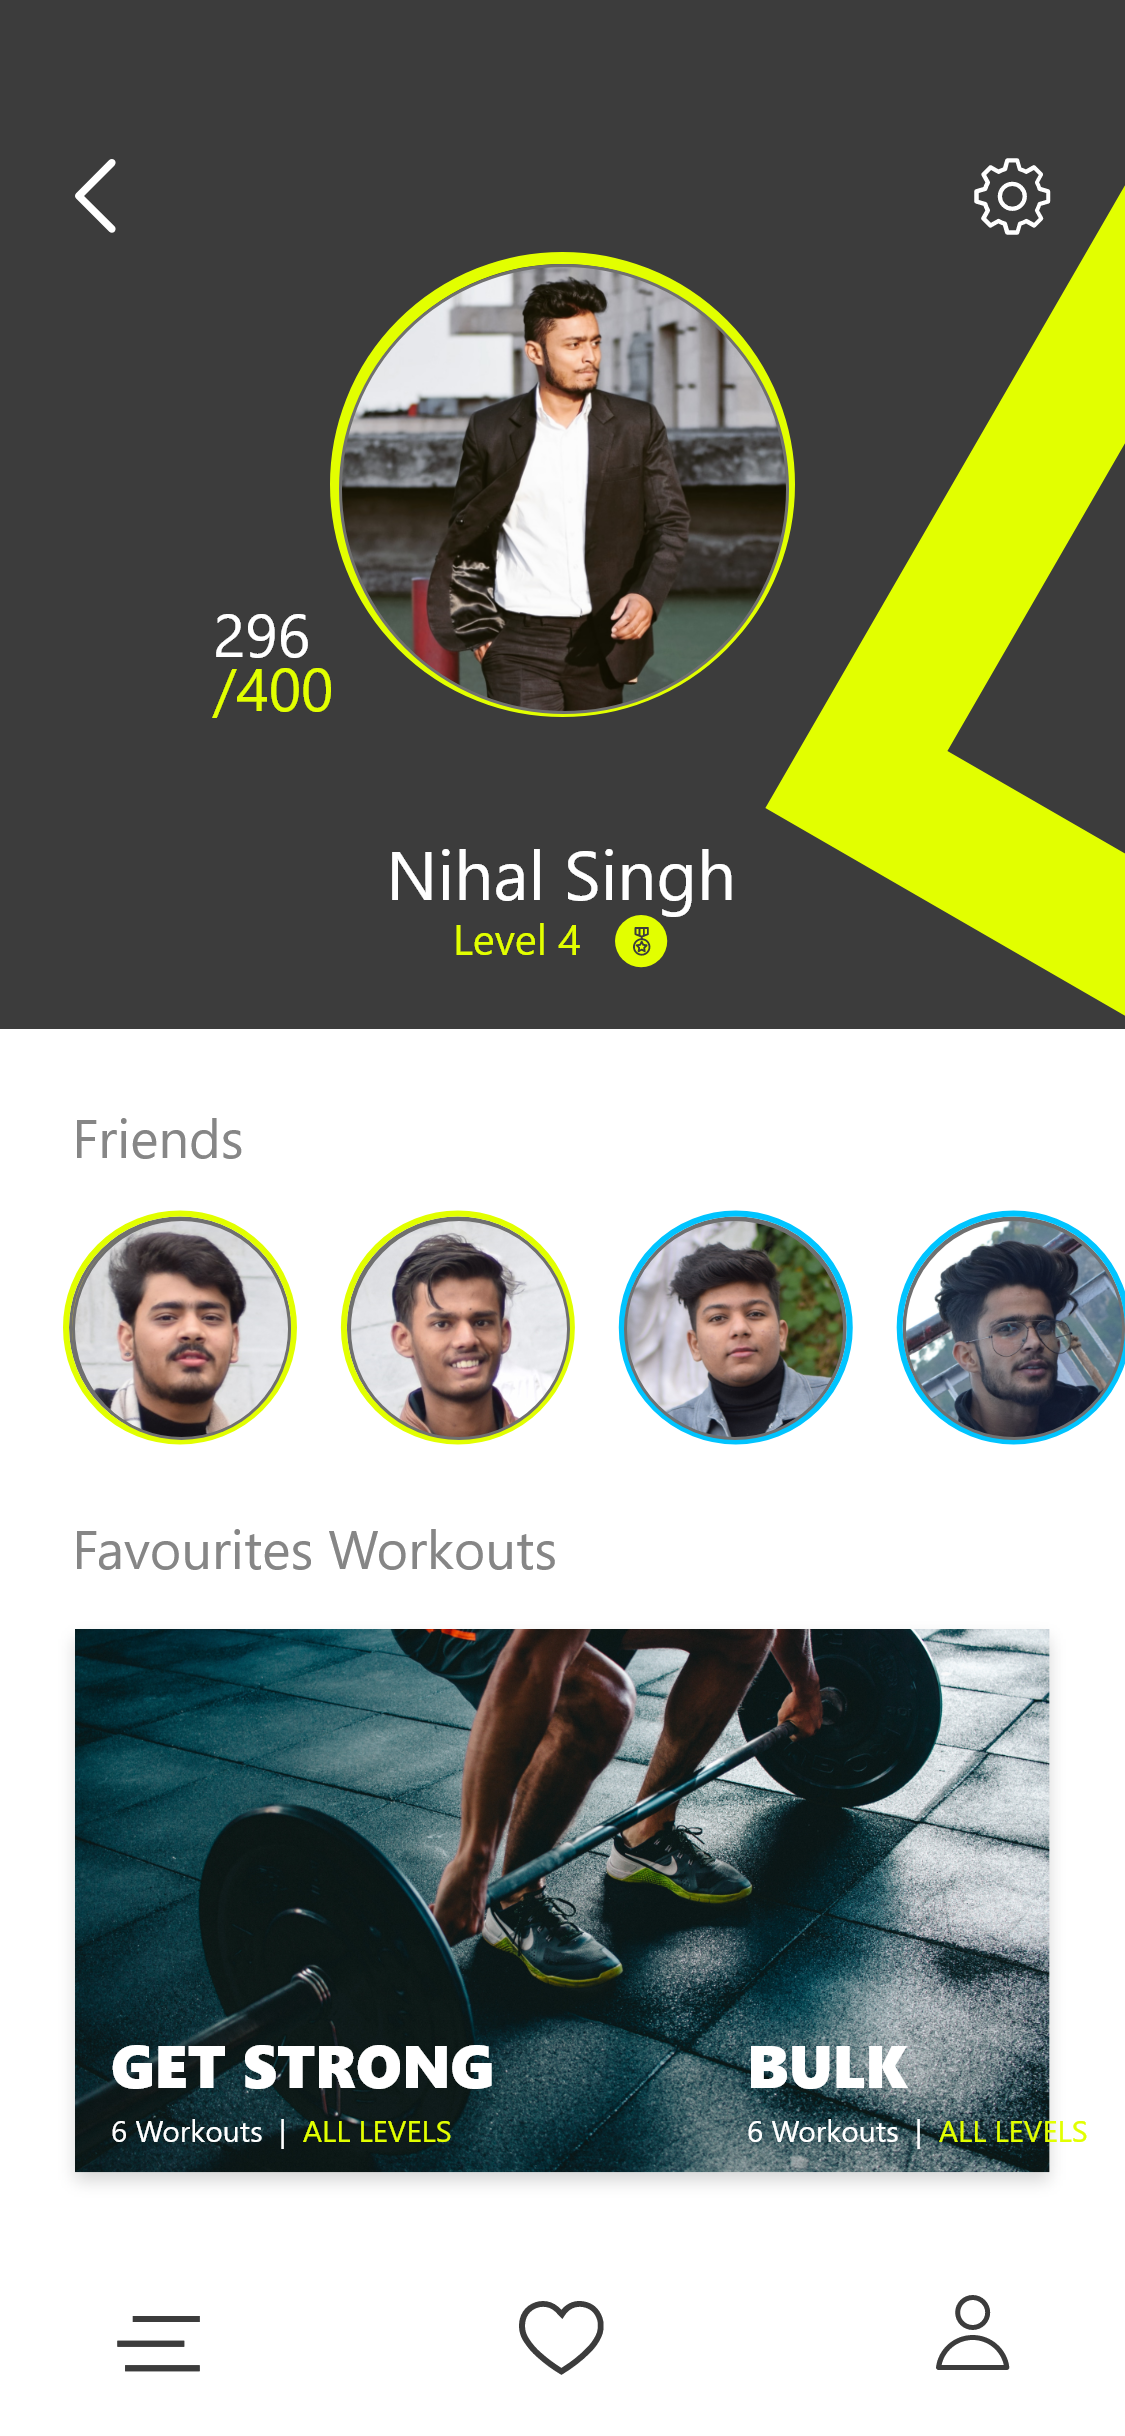 296
/400
Nihal Singh
Level 4
Friends
Favourites Workouts
GET STRONG
6 Workouts | ALL LEVELS
BULK
6 Workouts | ALL LEVELS